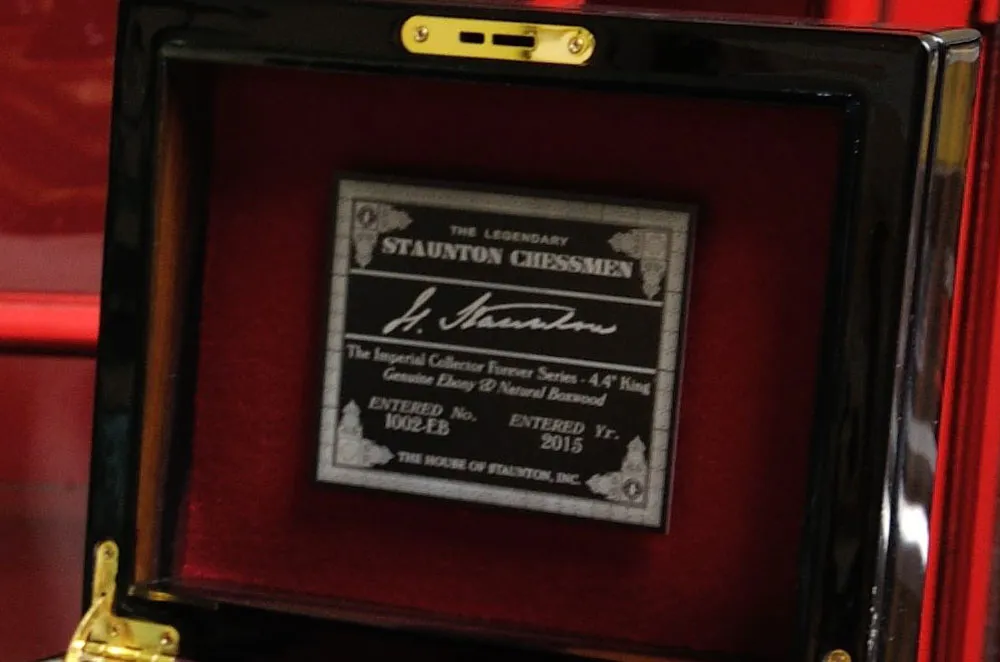 THE LEGENDARY
STAUNTON CHESSMEN
H. Staunton
The Imperial Collector Forever Series - 4.4" King
Genuine Ebony & Natural Boxwood
ENTERED No. ENTERED Yr.
1002-EB 2015
THE HOUSE OF STAUNTON, INC.